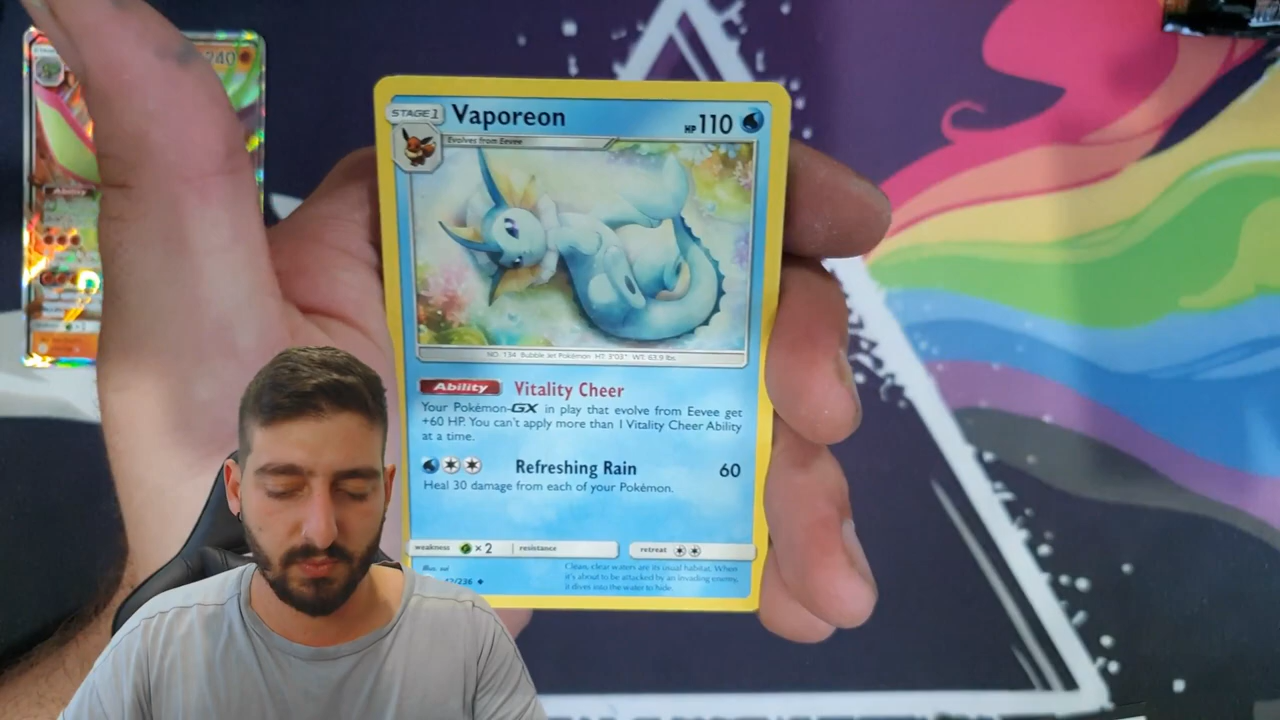 240
Ability
STAGE 1
Vaporeon
HP 110
Evolves from Eevee
NO. 134 Bubble Jet Pokémon HT: 3'03" WT: 63.9 lbs.
Ability Vitality Cheer
Your Pokémon-GX in play that evolve from Eevee get
+60 HP. You can't apply more than 1 Vitality Cheer Ability
at a time.
Refreshing Rain 60
Heal 30 damage from each of your Pokémon.
weakness ×2 resistance retreat
Illus.
/236
Clean, clear waters are its usual habitat. When
it's about to be attacked by an invading enemy,
it dives into the water to hide.